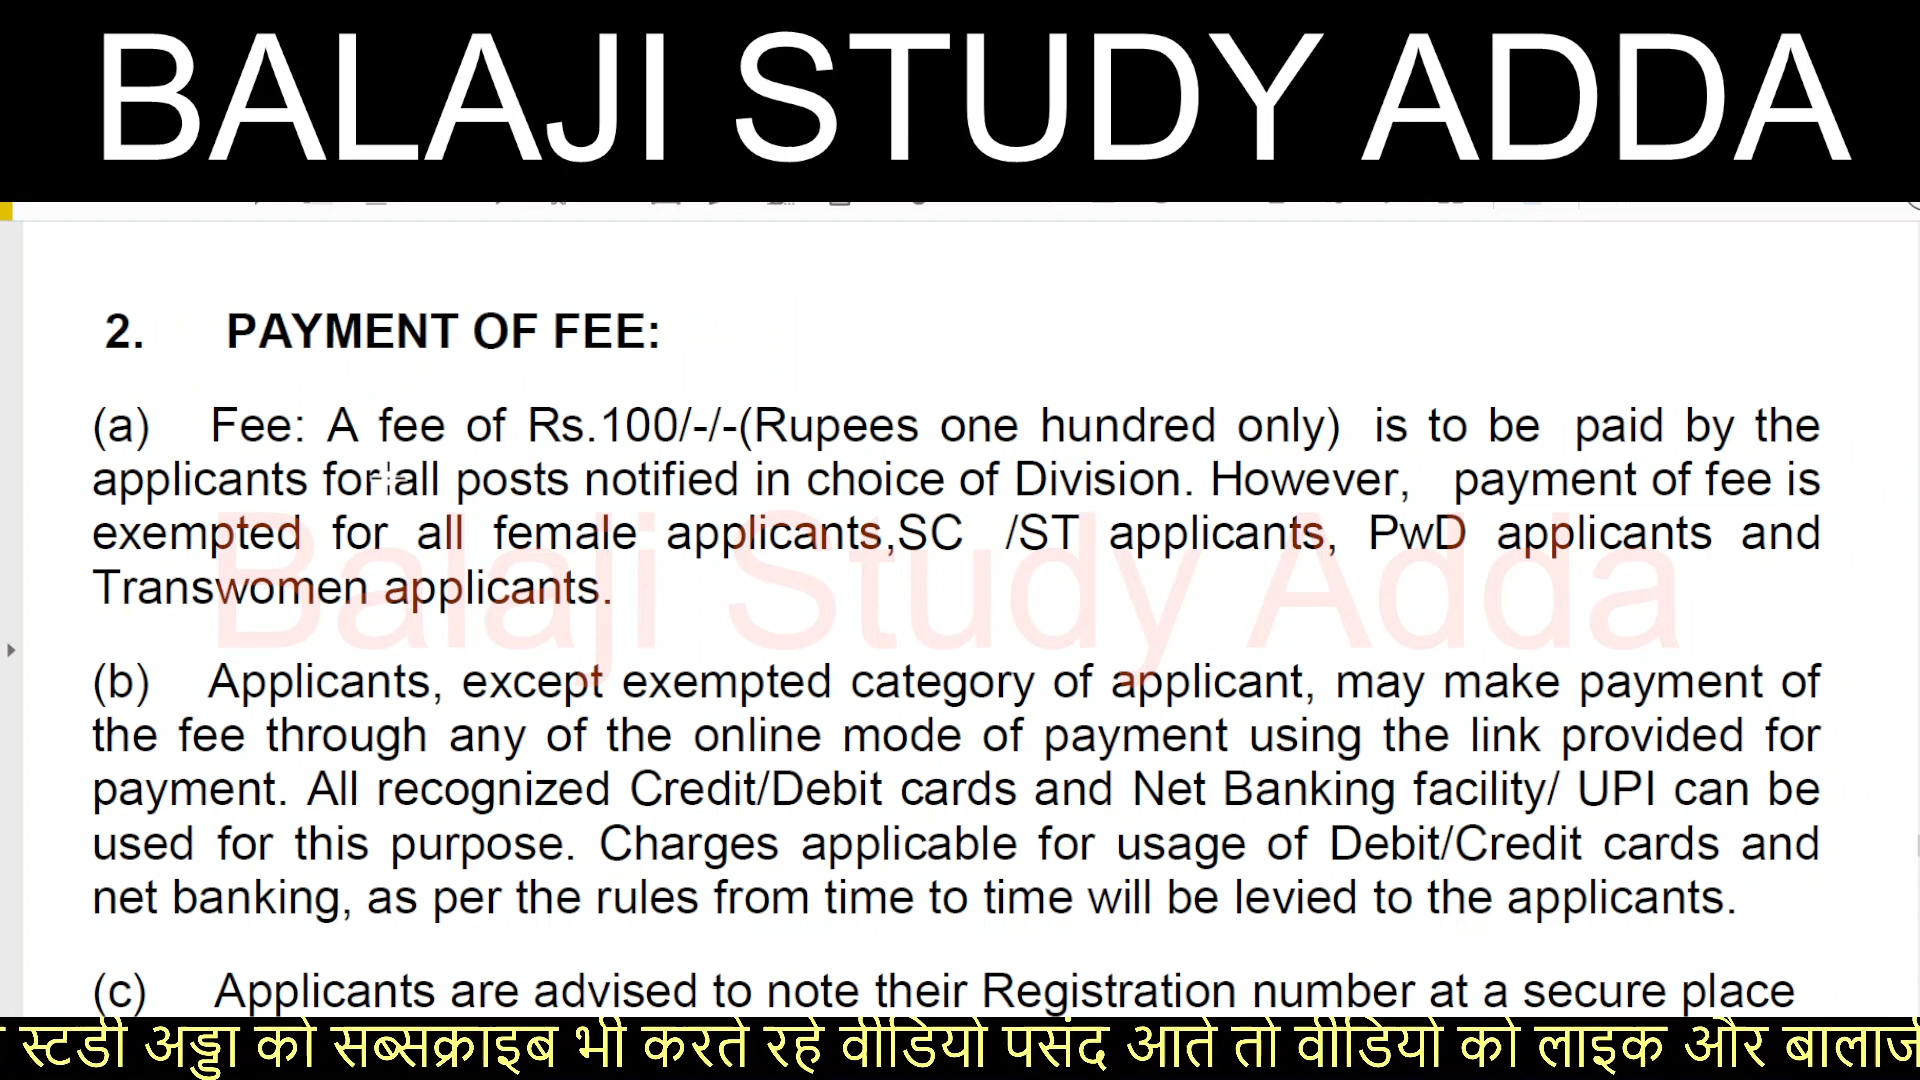 BALAJI STUDY ADDA
2. PAYMENT OF FEE:
(a) Fee: A fee of Rs.100/-/-(Rupees one hundred only) is to be paid by the
applicants for all posts notified in choice of Division. However, payment of fee is
exempted for all female applicants,SC /ST applicants, PwD applicants and
Transwomen applicants.
Balaji Study Adda
(b) Applicants, except exempted category of applicant, may make payment of
the fee through any of the online mode of payment using the link provided for
payment. All recognized Credit/Debit cards and Net Banking facility/ UPI can be
used for this purpose. Charges applicable for usage of Debit/Credit cards and
net banking, as per the rules from time to time will be levied to the applicants.
(c) Applicants are advised to note their Registration number at a secure place
स्टडी अड्डा को सब्सक्राइब भी करते रहे वीडियो पसंद आते तो वीडियो को लाइक और